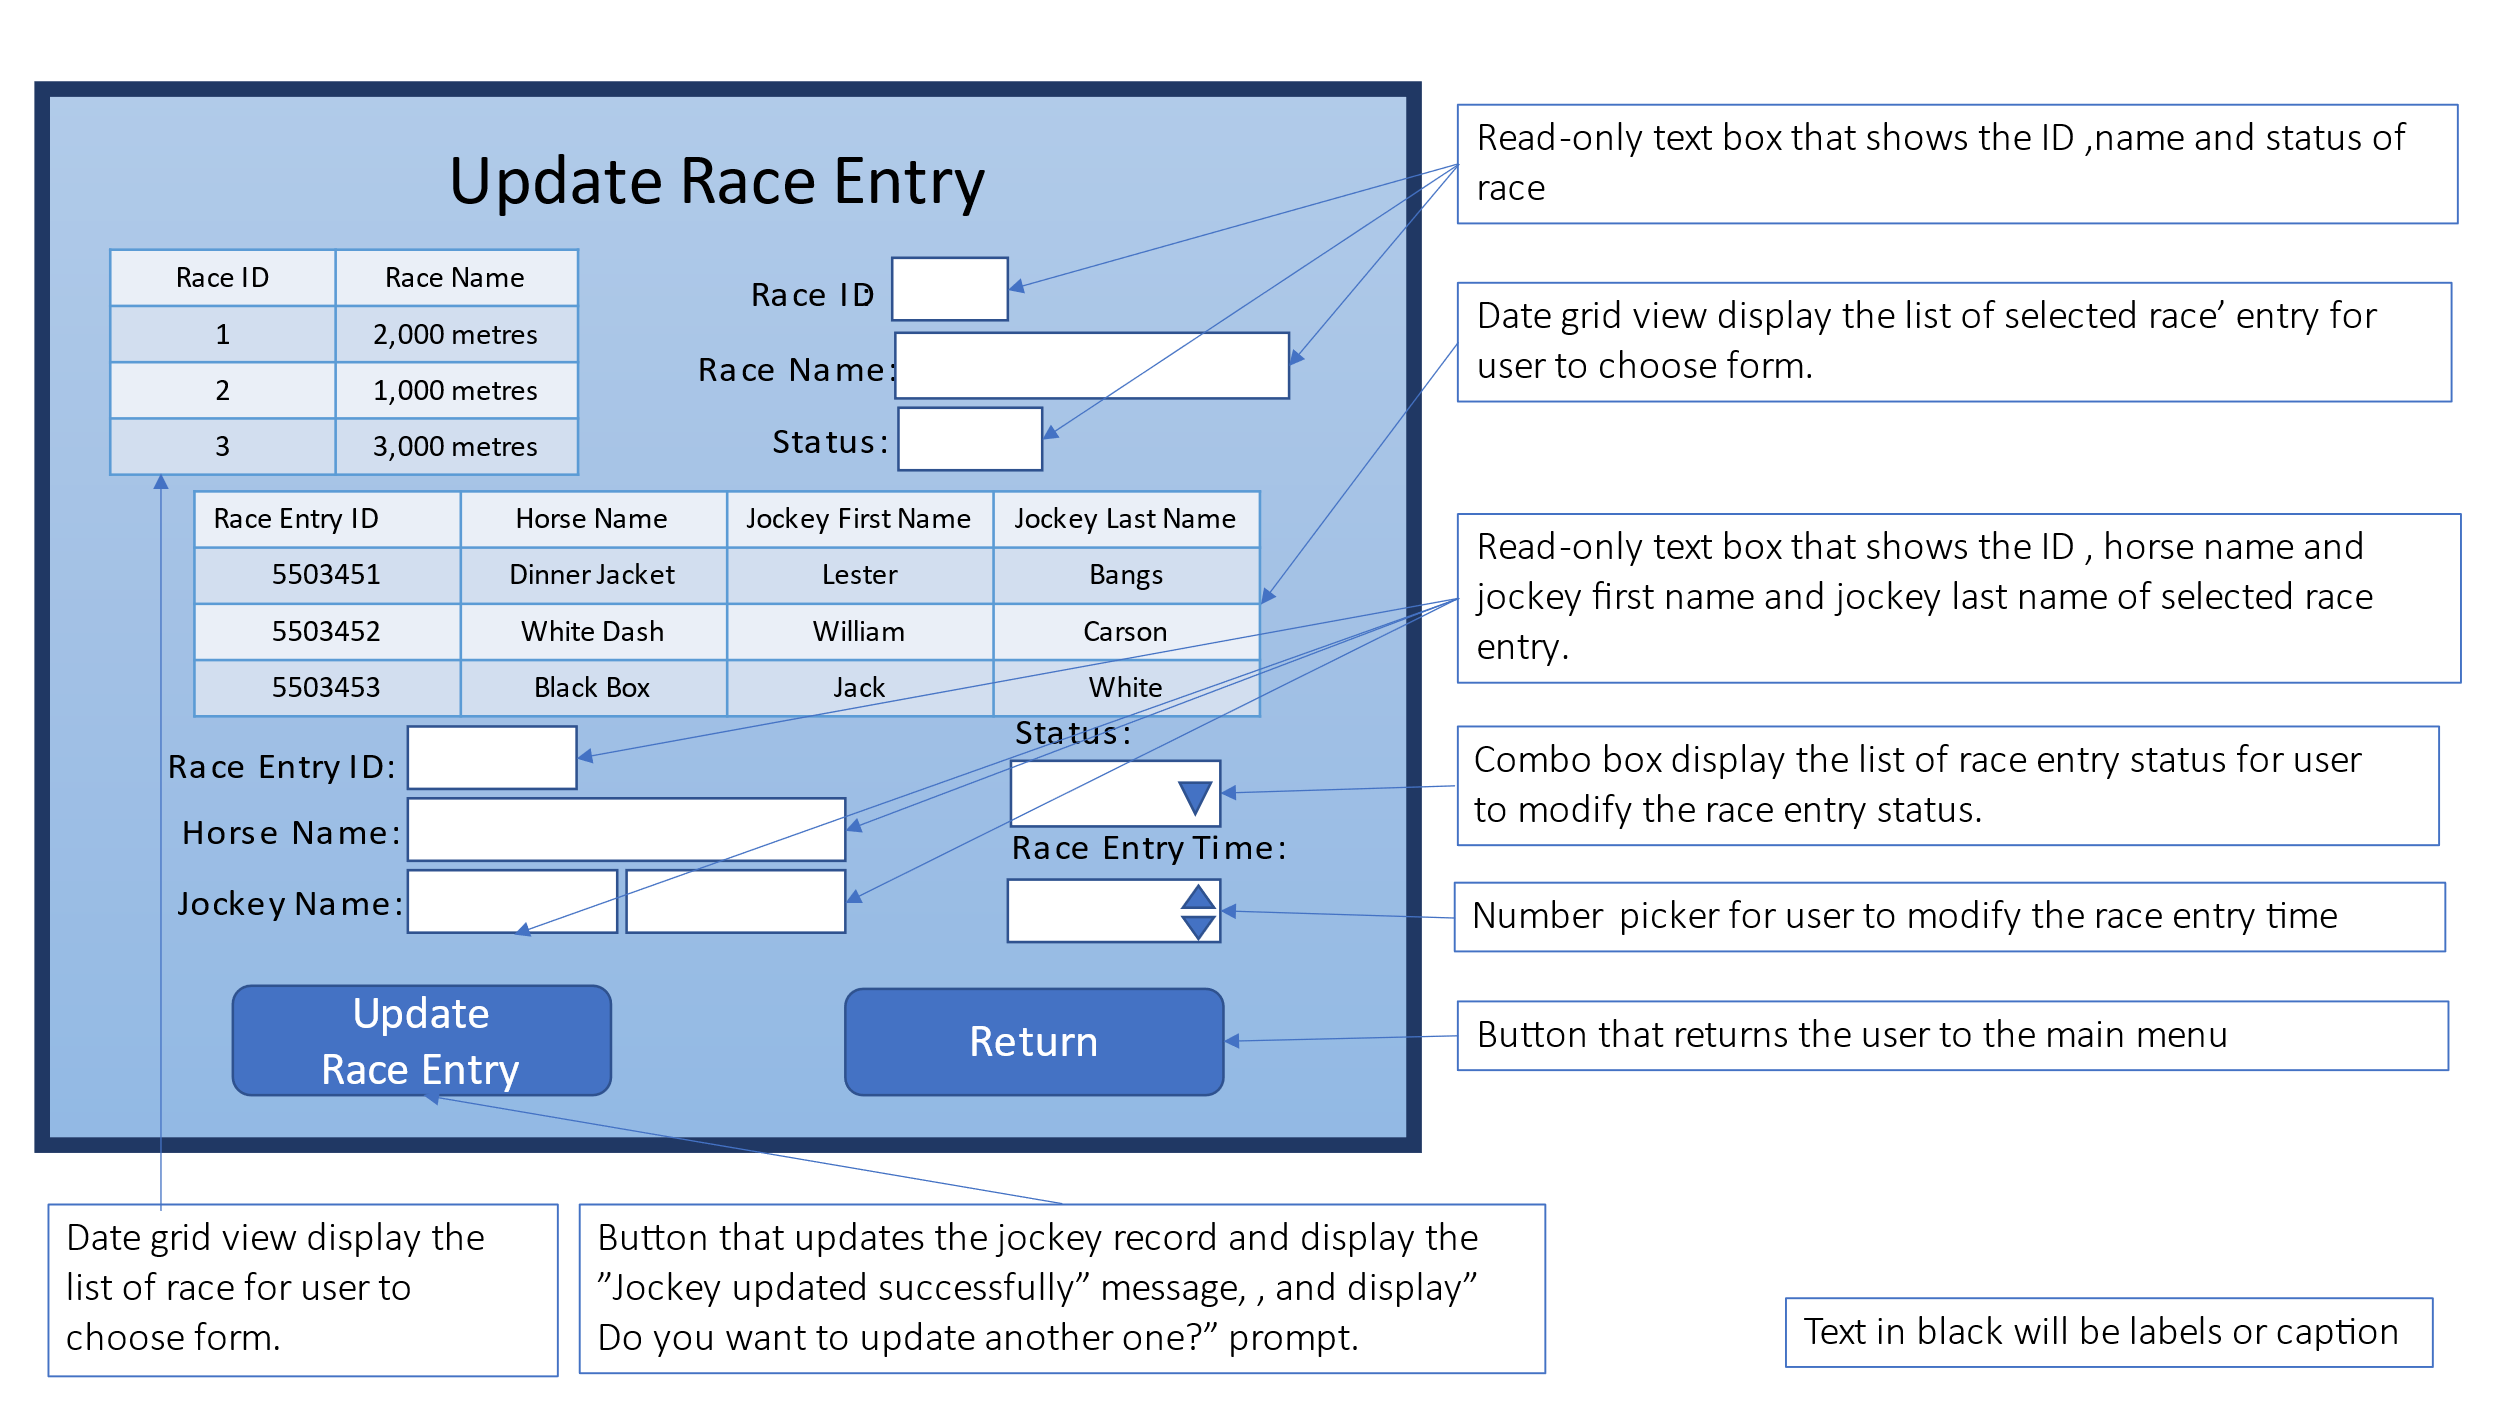 Update Race Entry
Race ID Race Name
1 2,000 metres
2 1,000 metres
3 3,000 metres
Race ID:
Race Name:
Status:
Race Entry ID Horse Name Jockey First Name Jockey Last Name
5503451 Dinner Jacket Lester Bangs
5503452 White Dash William Carson
5503453 Black Box Jack White
Race Entry ID:
Horse Name:
Jockey Name:
Status:
Race Entry Time:
Update
Race Entry
Return
Read-only text box that shows the ID ,name and status of
race
Date grid view display the list of selected race’ entry for
user to choose form.
Read-only text box that shows the ID , horse name and
jockey first name and jockey last name of selected race
entry.
Combo box display the list of race entry status for user
to modify the race entry status.
Number  picker for user to modify the race entry time
Button that returns the user to the main menu
Date grid view display the
list of race for user to
choose form.
Button that updates the jockey record and display the
”Jockey updated successfully” message, , and display”
Do you want to update another one?” prompt.
Text in black will be labels or caption